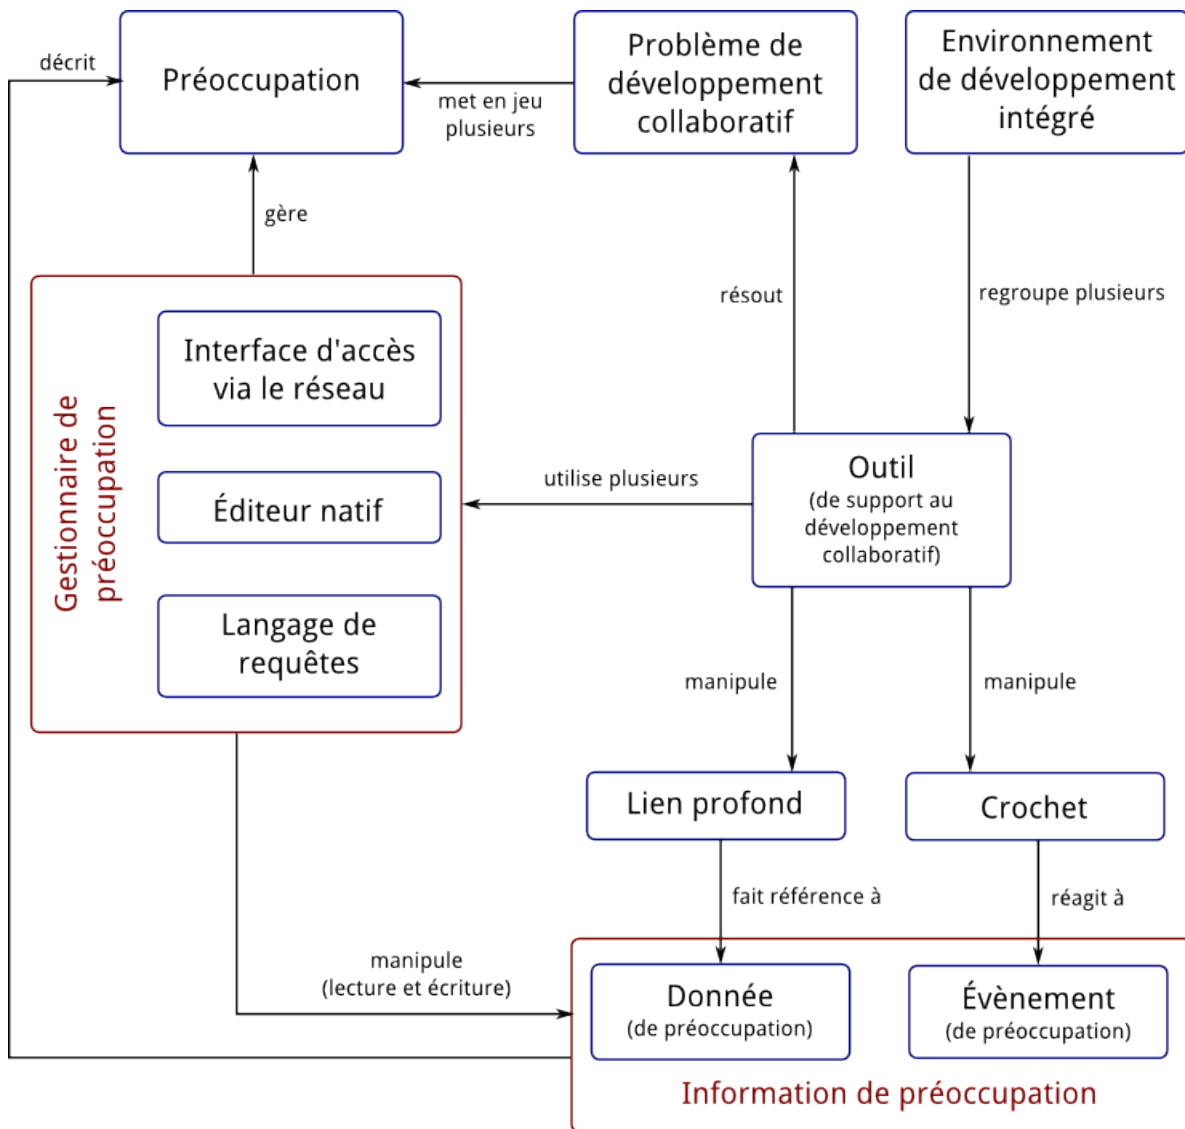 décrit
Préoccupation
met en jeu
plusieurs
Problème de
développement
collaboratif
Environnement
de développement
intégré
gère
résout
regroupe plusieurs
Gestionnaire de
préoccupation
Interface d'accès
via le réseau
Éditeur natif
Langage de
requêtes
utilise plusieurs
Outil
(de support au
développement
collaboratif)
manipule
manipule
Lien profond
Crochet
fait référence à
réagit à
manipule
(lecture et écriture)
Donnée
(de préoccupation)
Évènement
(de préoccupation)
Information de préoccupation